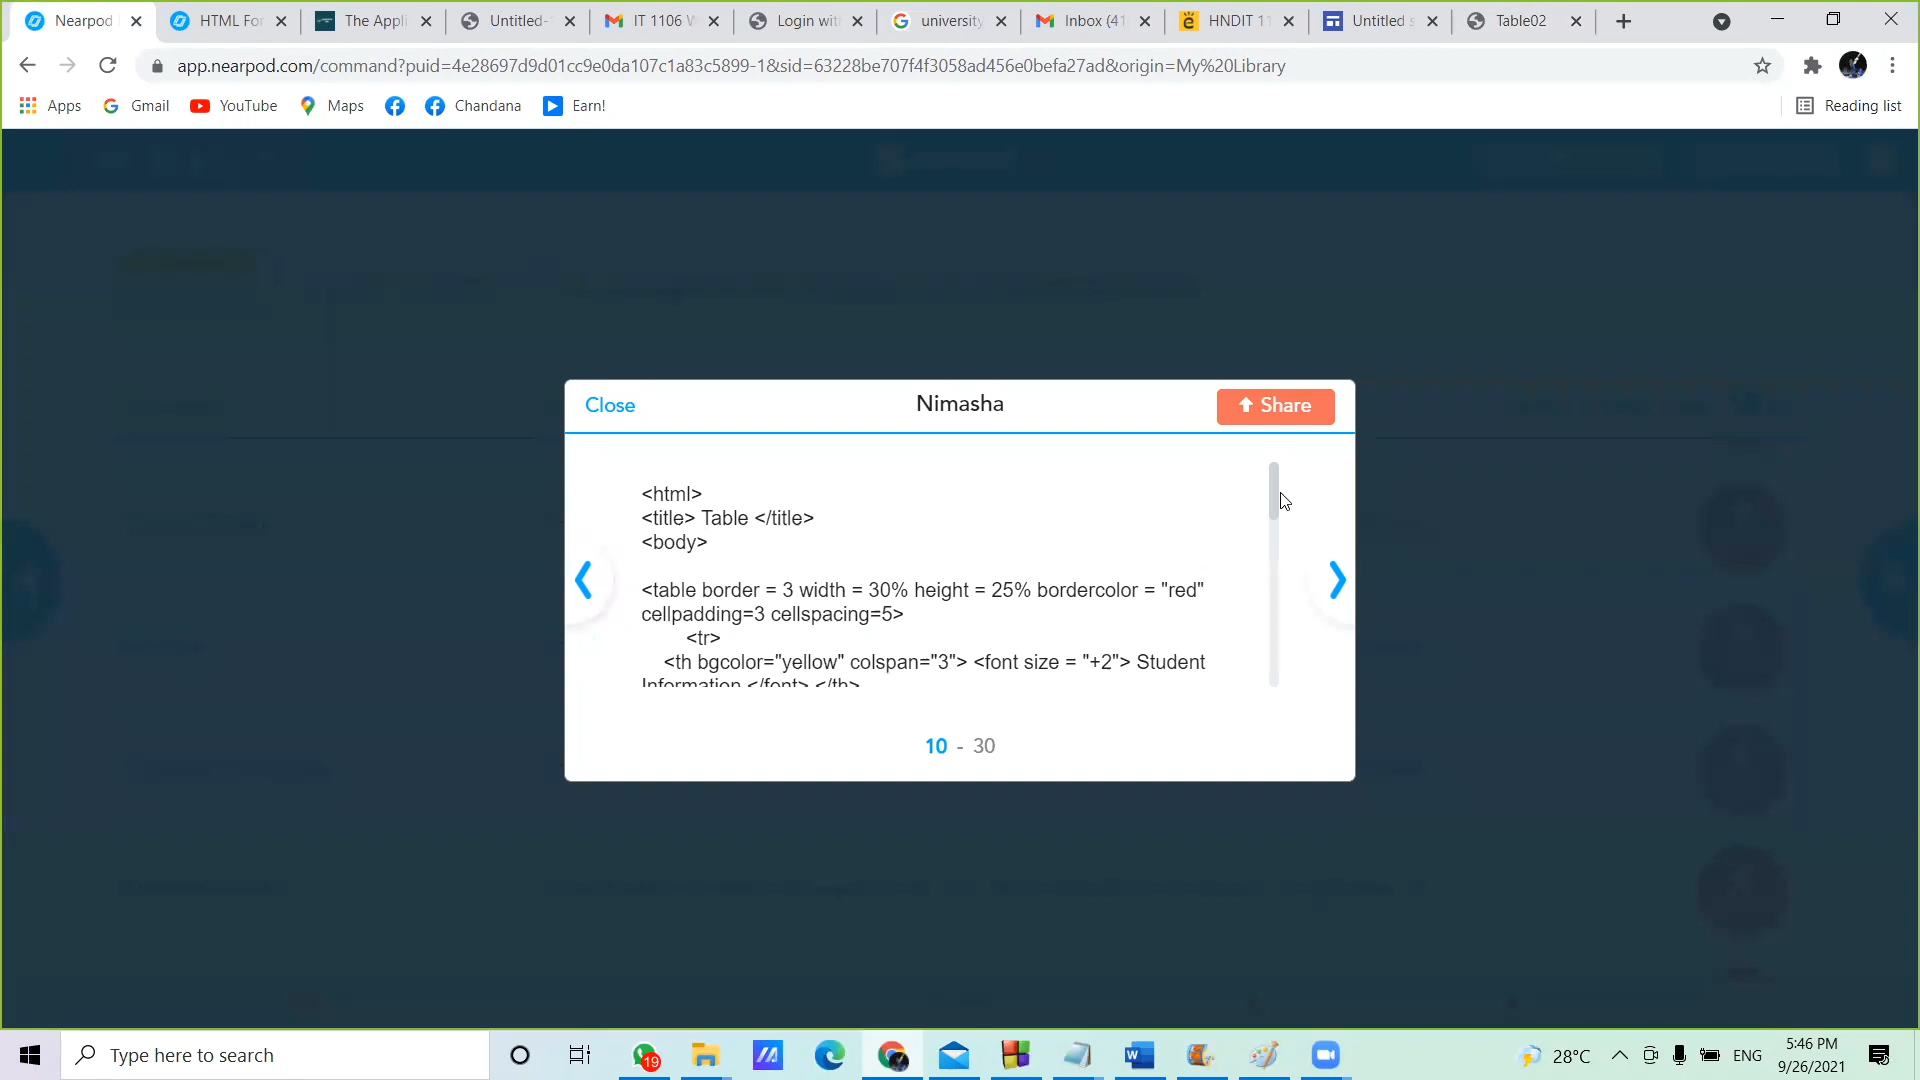 Nearpod
HTML For
The Appli
Untitled-
IT 1106 W
Login wit
university
Inbox (41
HNDIT 11
Untitled s
Table02
app.nearpod.com/command?puid=4e28697d9d01cc9e0da107c1a83c5899-1&sid=63228be707f4f3058ad456e0befa27ad&origin=My%20Library
Apps
Gmail
YouTube
Maps
Chandana
Earn!
Reading list
Close
Nimasha
Share
<html>
<title> Table </title>
<body>
<table border = 3 width = 30% height = 25% bordercolor = "red"
cellpadding=3 cellspacing=5>
<tr>
<th bgcolor="yellow" colspan="3"> <font size = "+2"> Student
Information </font> </th>
10 - 30
Type here to search
19
28°C
ENG
5:46 PM
9/26/2021